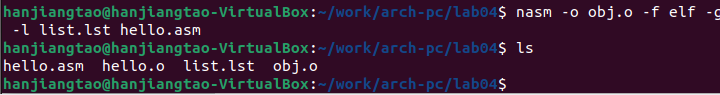 hanjiangtao@hanjiangtao-VirtualBox:~/work/arch-pc/lab04$ nasm -o obj.o -f elf -g
 -l list.lst hello.asm
hanjiangtao@hanjiangtao-VirtualBox:~/work/arch-pc/lab04$ ls
hello.asm  hello.o  list.lst  obj.o
hanjiangtao@hanjiangtao-VirtualBox:~/work/arch-pc/lab04$